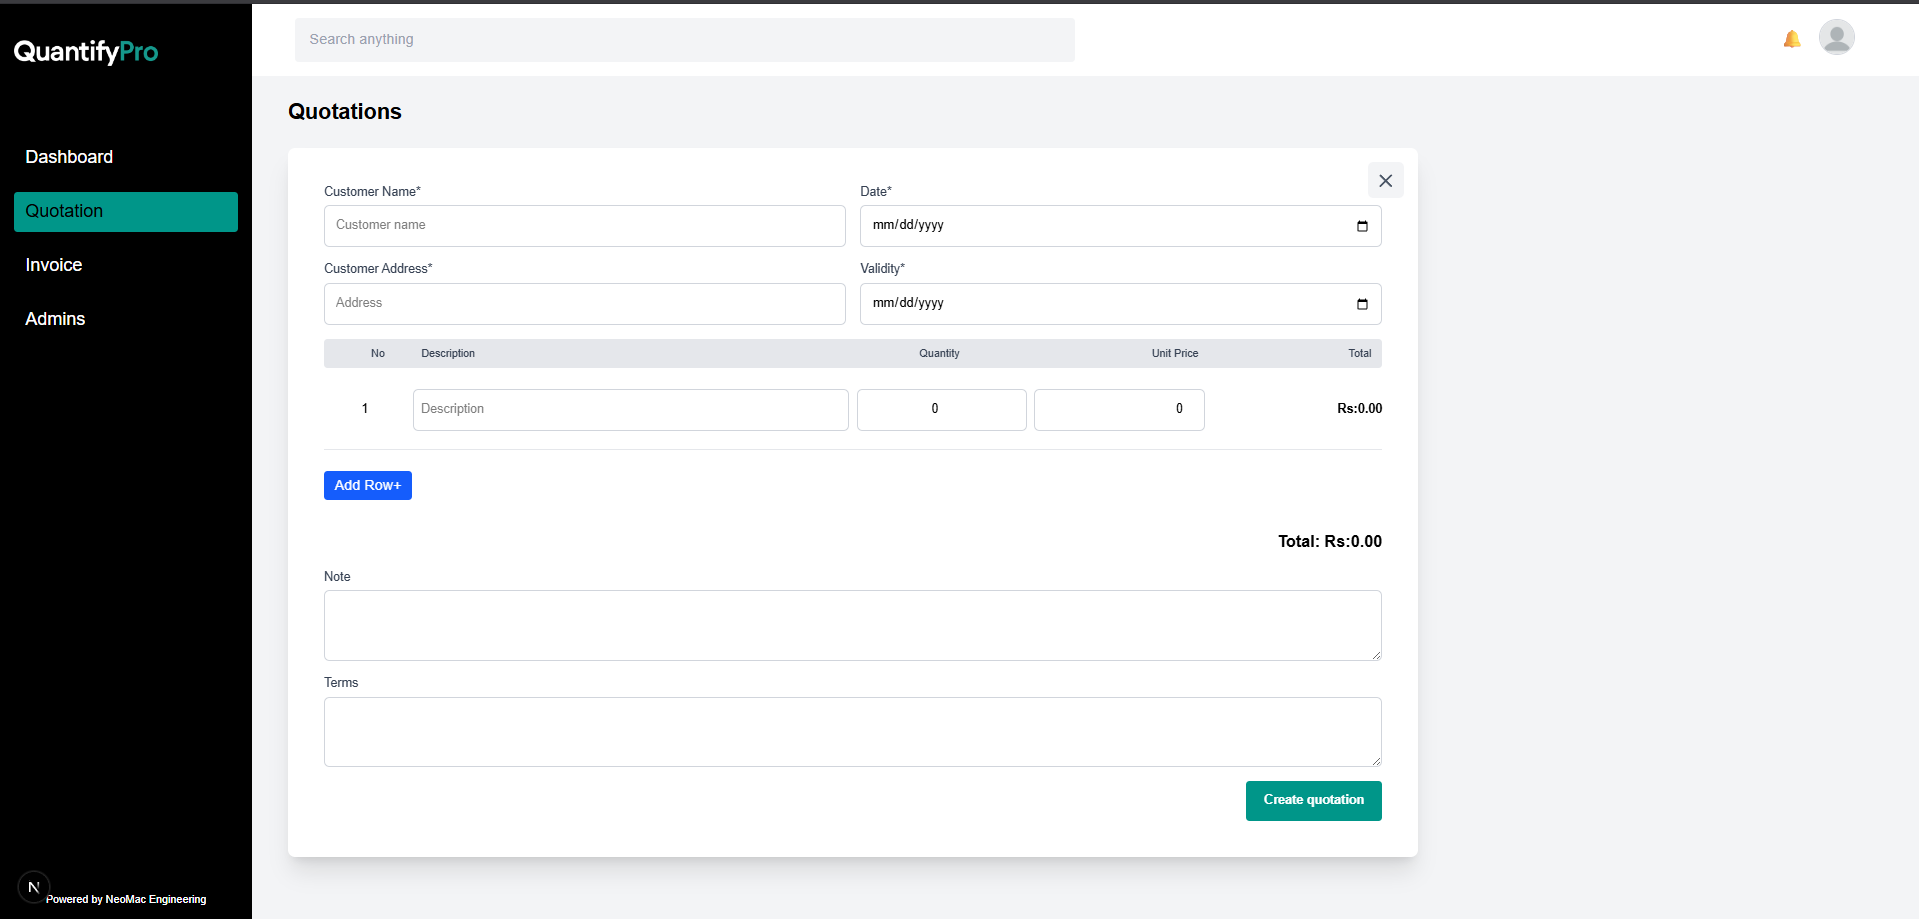 QuantifyPro
Search anything
Dashboard
Quotation
Invoice
Admins
Quotations
Customer Name*
Date*
Customer name
mm/dd/yyyy
Customer Address*
Validity*
Address
mm/dd/yyyy
No Description Quantity Unit Price Total
1 Description 0 0 Rs:0.00
Add Row+
Total: Rs:0.00
Note
Terms
Create quotation
N
Powered by NeoMac Engineering